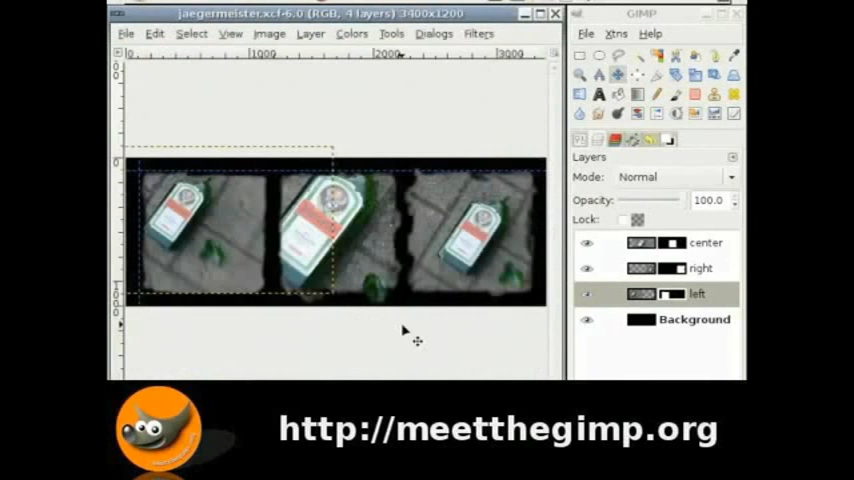 jaegermeister.xcf-6.0 (RGB, 4 layers) 3400x1200
File Edit Select View Image Layer Colors Tools Dialogs Filters
0 1000 2000 3000
GIMP
File Xtns Help
Layers
Mode: Normal
Opacity: 100.0
Lock:
center
right
left
Background
http://meetthegimp.org